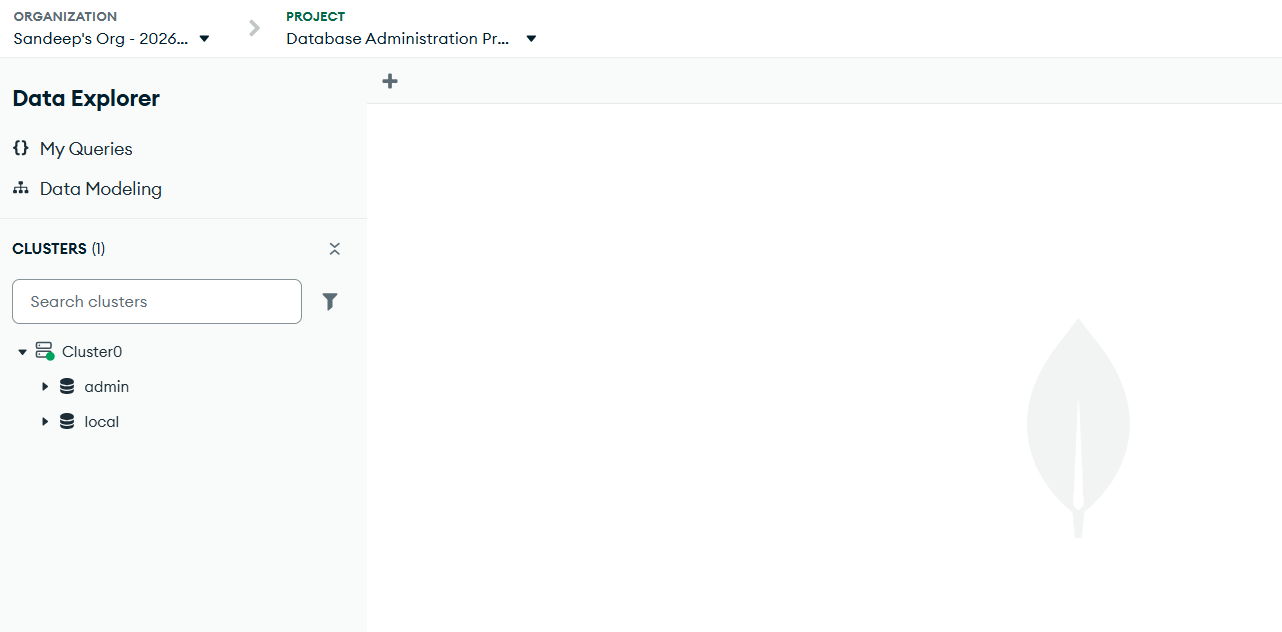 ORGANIZATION
Sandeep's Org - 2026...
PROJECT
Database Administration Pr...
Data Explorer
My Queries
Data Modeling
CLUSTERS (1)
Search clusters
Cluster0
admin
local